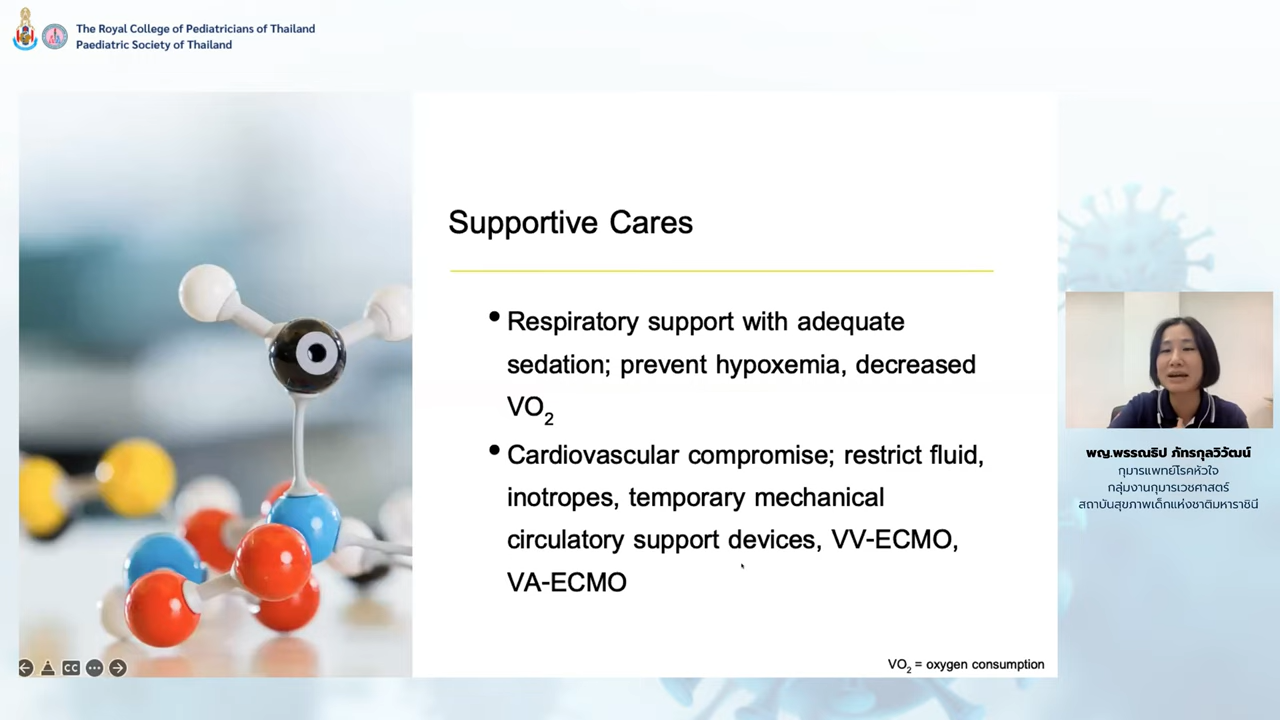 The Royal College of Pediatricians of Thailand
Paediatric Society of Thailand
Supportive Cares
• Respiratory support with adequate
sedation; prevent hypoxemia, decreased
VO₂
• Cardiovascular compromise; restrict fluid,
inotropes, temporary mechanical
circulatory support devices, VV-ECMO,
VA-ECMO
VO₂ = oxygen consumption
CC
พญ.พรรณธิป ภัทรกุลวิวัฒน์
กุมารแพทย์โรคหัวใจ
กลุ่มงานกุมารเวชศาสตร์
สถาบันสุขภาพเด็กแห่งชาติมหาราชินี